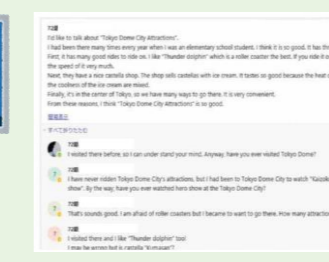 I'd like to talk about "Tokyo Dome City Attractions".
I had been there many times every year when I was an elementary school student. I think it is so good. It has thr
First, it has many good rides to ride on. I like "Thunder dolphin" which is a roller coaster the best. If you ride it o
the speed of it very much.
Next, they have a nice castella shop. The shop sells castellas with ice cream. It tastes so good because the heat o
the coolness of the ice cream are mixed.
Finally, it's in the center of Tokyo, so we have many ways to go there. It is very convenient.
From these reasons, I think "Tokyo Dome City Attractions" is so good.
I visited there before, so I can under stand your mind. Anyway, have you ever visited Tokyo Dome?
I have never ridden Tokyo Dome City's attractions, but I had been to Tokyo Dome City to watch
show". By the way, have you ever watched hero show at the Tokyo Dome City?
That's sounds good. I am afraid of roller coasters but I became to want to go there. How many attraction
I visited there and I like "Thunder dolphin" too!
I may be wrong but is castella